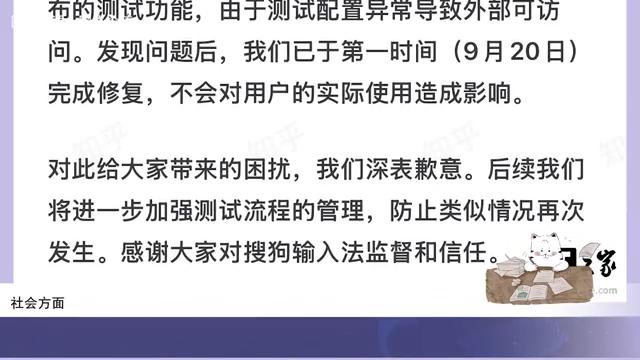 布的测试功能，由于测试配置异常导致外部可访
问。发现问题后，我们已于第一时间（9月20日）
完成修复，不会对用户的实际使用造成影响。
对此给大家带来的困扰，我们深表歉意。后续我们
将进一步加强测试流程的管理，防止类似情况再次
发生。感谢大家对搜狗输入法监督和信任。
社会方面